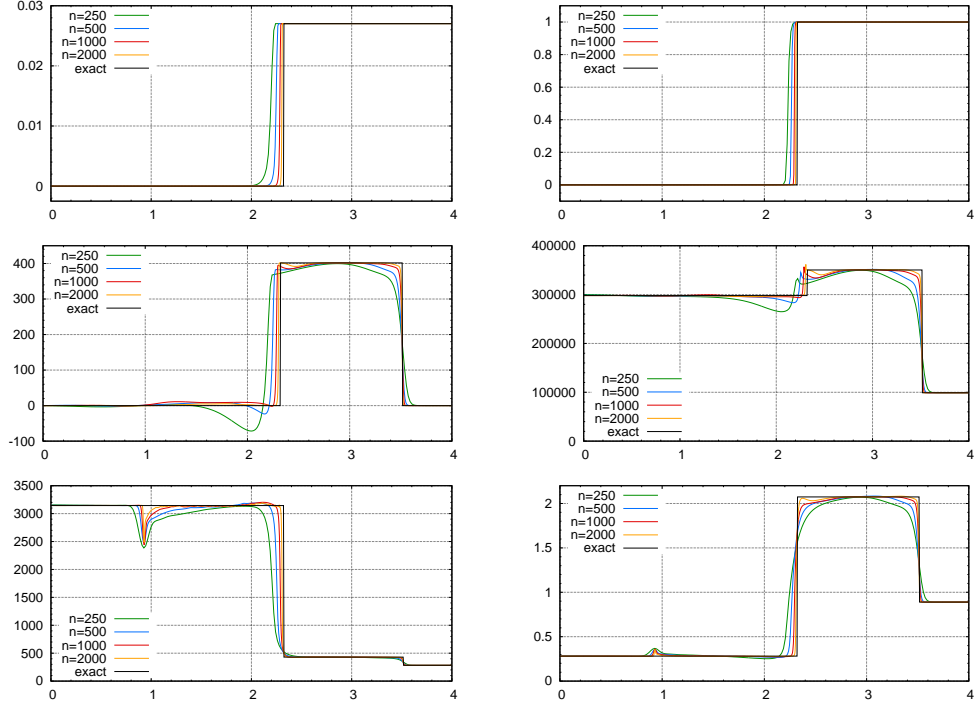 0.03
0.02
0.01
0
0 1 2 3 4
n=250
n=500
n=1000
n=2000
exact
1
0.8
0.6
0.4
0.2
0
0 1 2 3 4
n=250
n=500
n=1000
n=2000
exact
400
300
200
100
0
-100
0 1 2 3 4
n=250
n=500
n=1000
n=2000
exact
400000
300000
200000
100000
0
0 1 2 3 4
n=250
n=500
n=1000
n=2000
exact
3500
3000
2500
2000
1500
1000
500
0
0 1 2 3 4
n=250
n=500
n=1000
n=2000
exact
2
1.5
1
0.5
0
0 1 2 3 4
n=250
n=500
n=1000
n=2000
exact